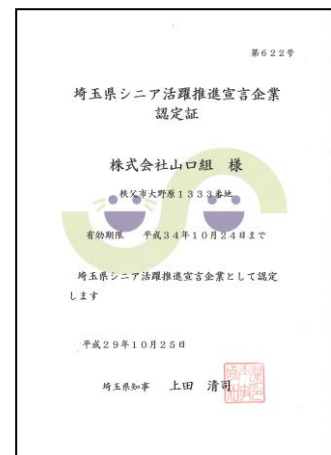 第622号
埼玉県シニア活躍推進宣言企業
認定証
株式会社山口組　様
秩父市大野原1333番地
有効期限　平成34年10月24日まで
埼玉県シニア活躍推進宣言企業として認定
します
平成29年10月25日
埼玉県知事　上田　清司